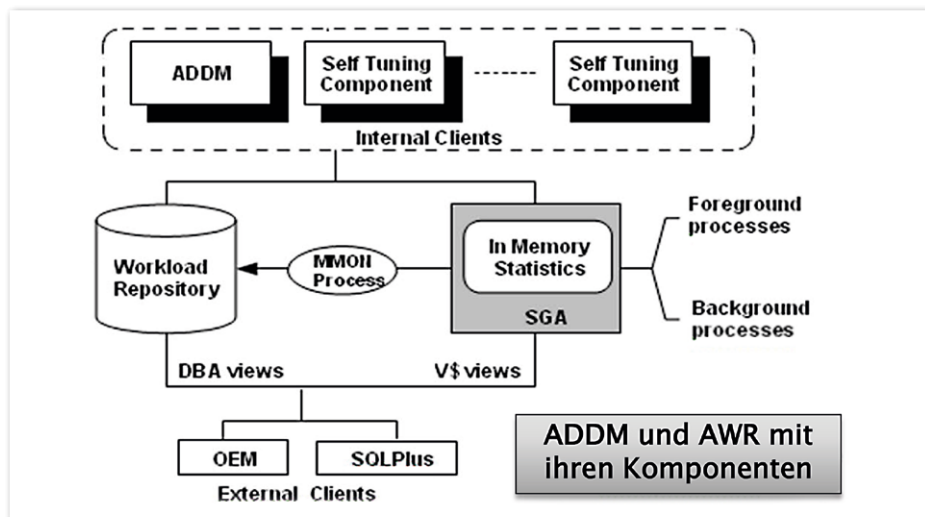 ADDM
Self Tuning
Component
Self Tuning
Component
Internal Clients
Workload
Repository
MMON
Process
In Memory
Statistics
SGA
Foreground
processes
Background
processes
DBA views
V$ views
OEM
SQLPlus
External Clients
ADDM und AWR mit
ihren Komponenten